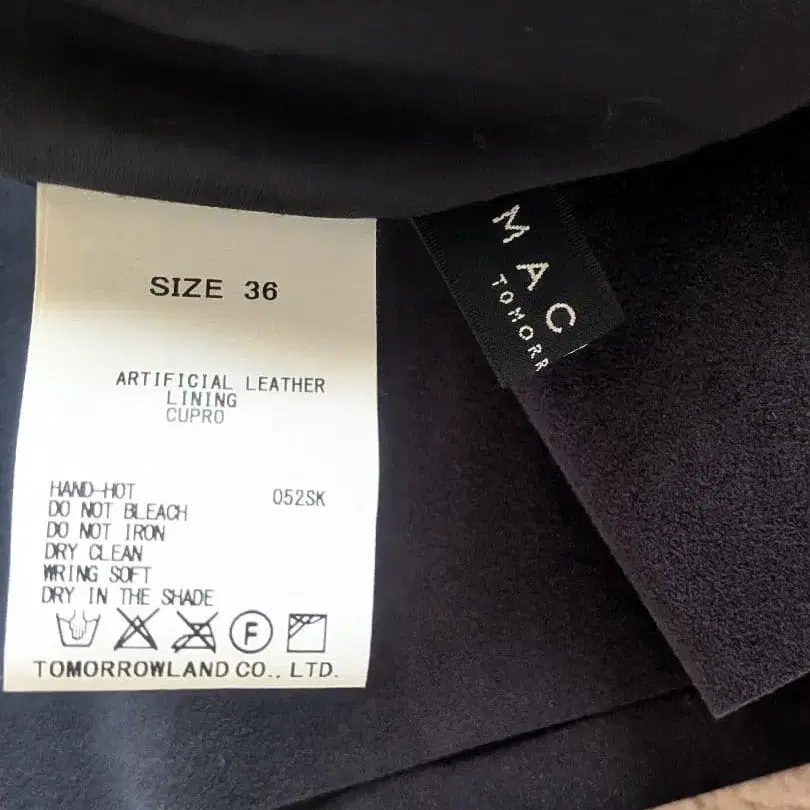 SIZE 36
ARTIFICIAL LEATHER
LINING
CUPRO
HAND-HOT
052SK
DO NOT BLEACH
DO NOT IRON
DRY CLEAN
WRING SOFT
DRY IN THE SHADE
F
TOMORROWLAND CO., LTD.
MAC
TOMORR